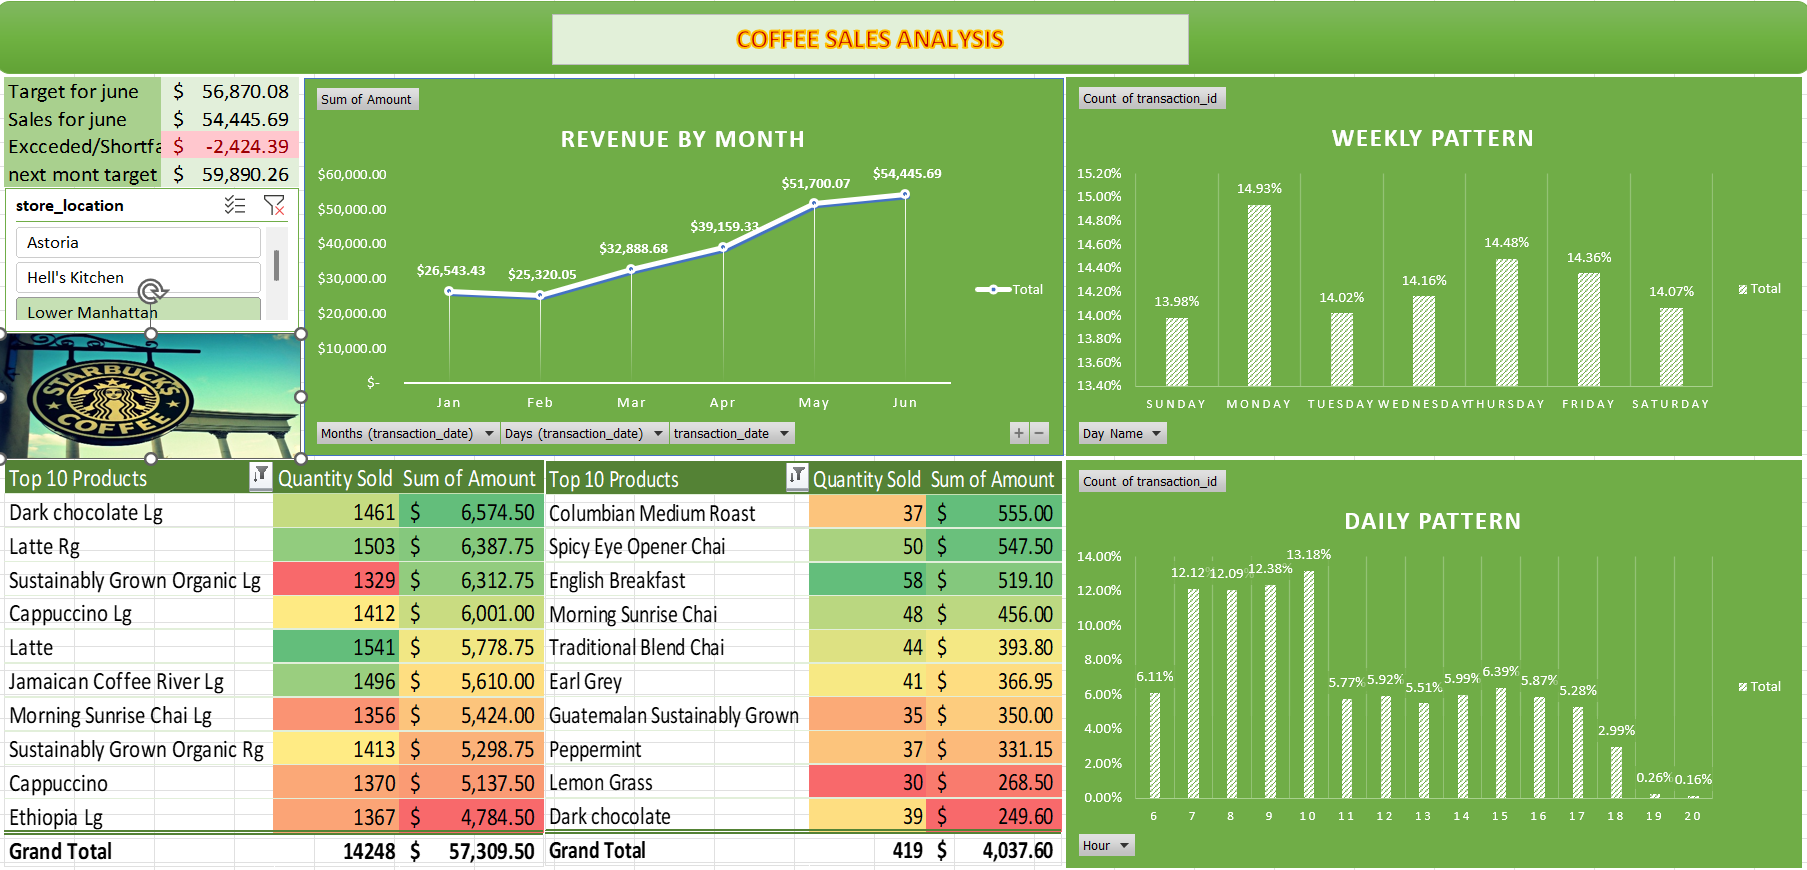 COFFEE SALES ANALYSIS
Target for june $ 56,870.08
Sales for june $ 54,445.69
Excceded/Shortfa $ -2,424.39
next mont target $ 59,890.26
store_location
Astoria
Hell's Kitchen
Lower Manhattan
STARBUCKS
COFFEE
Sum of Amount
REVENUE BY MONTH
$60,000.00
$50,000.00
$40,000.00
$30,000.00
$20,000.00
$10,000.00
$-
$26,543.43
$25,320.05
$32,888.68
$39,159.33
$51,700.07
$54,445.69
Total
Jan Feb Mar Apr May Jun
Months (transaction_date) Days (transaction_date) transaction_date
+ −
Count of transaction_id
WEEKLY PATTERN
15.20%
15.00%
14.80%
14.60%
14.40%
14.20%
14.00%
13.80%
13.60%
13.40%
13.98%
14.93%
14.02%
14.16%
14.48%
14.36%
14.07%
Total
SUNDAY MONDAY TUESDAY WEDNESDAY THURSDAY FRIDAY SATURDAY
Day Name
Top 10 Products Quantity Sold Sum of Amount
Dark chocolate Lg 1461 $ 6,574.50
Latte Rg 1503 $ 6,387.75
Sustainably Grown Organic Lg 1329 $ 6,312.75
Cappuccino Lg 1412 $ 6,001.00
Latte 1541 $ 5,778.75
Jamaican Coffee River Lg 1496 $ 5,610.00
Morning Sunrise Chai Lg 1356 $ 5,424.00
Sustainably Grown Organic Rg 1413 $ 5,298.75
Cappuccino 1370 $ 5,137.50
Ethiopia Lg 1367 $ 4,784.50
Grand Total 14248 $ 57,309.50
Top 10 Products Quantity Sold Sum of Amount
Columbian Medium Roast 37 $ 555.00
Spicy Eye Opener Chai 50 $ 547.50
English Breakfast 58 $ 519.10
Morning Sunrise Chai 48 $ 456.00
Traditional Blend Chai 44 $ 393.80
Earl Grey 41 $ 366.95
Guatemalan Sustainably Grown 35 $ 350.00
Peppermint 37 $ 331.15
Lemon Grass 30 $ 268.50
Dark chocolate 39 $ 249.60
Grand Total 419 $ 4,037.60
Count of transaction_id
DAILY PATTERN
14.00%
12.00%
10.00%
8.00%
6.00%
4.00%
2.00%
0.00%
6.11%
12.12%
12.09%
12.38%
13.18%
5.77%
5.92%
5.51%
5.99%
6.39%
5.87%
5.28%
2.99%
0.26%
0.16%
Total
6 7 8 9 10 11 12 13 14 15 16 17 18 19 20
Hour